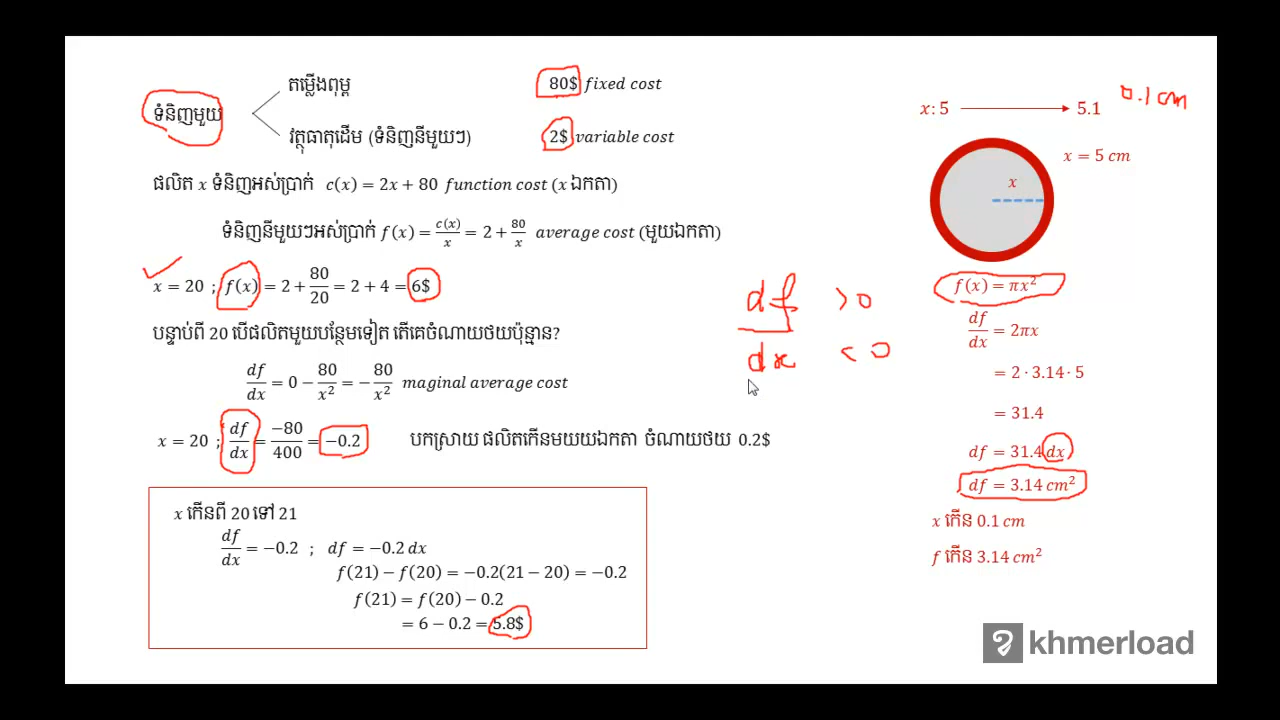 តម្លើងពុម្ព 80$ fixed cost
ទំនិញមួយ
វត្ថុធាតុដើម (ទំនិញនីមួយៗ) 2$ variable cost
ផលិត x ទំនិញអស់ប្រាក់ c(x) = 2x + 80 function cost (x ឯកតា)
ទំនិញនីមួយៗអស់ប្រាក់ f(x) = c(x)/x = 2 + 80/x average cost (មួយឯកតា)
x = 20 ; f(x) = 2 + 80/20 = 2 + 4 = 6$
បន្ទាប់ពី 20 បើផលិតមួយបន្ថែមទៀត តើគេចំណាយថយប៉ុន្មាន?
df/dx = 0 − 80/x² = − 80/x² maginal average cost
x = 20 ; df/dx = −80/400 = −0.2 បកស្រាយ ផលិតកើនមយយឯកតា ចំណាយថយ 0.2$
x កើនពី 20 ទៅ 21
df/dx = −0.2 ; df = −0.2 dx
f(21) − f(20) = −0.2(21 − 20) = −0.2
f(21) = f(20) − 0.2
= 6 − 0.2 = 5.8$
df > 0
dx < 0
x: 5 5.1 0.1 cm
x = 5 cm
x
f(x) = πx²
df/dx = 2πx
= 2 · 3.14 · 5
= 31.4
df = 31.4 dx
df = 3.14 cm²
x កើន 0.1 cm
f កើន 3.14 cm²
khmerload